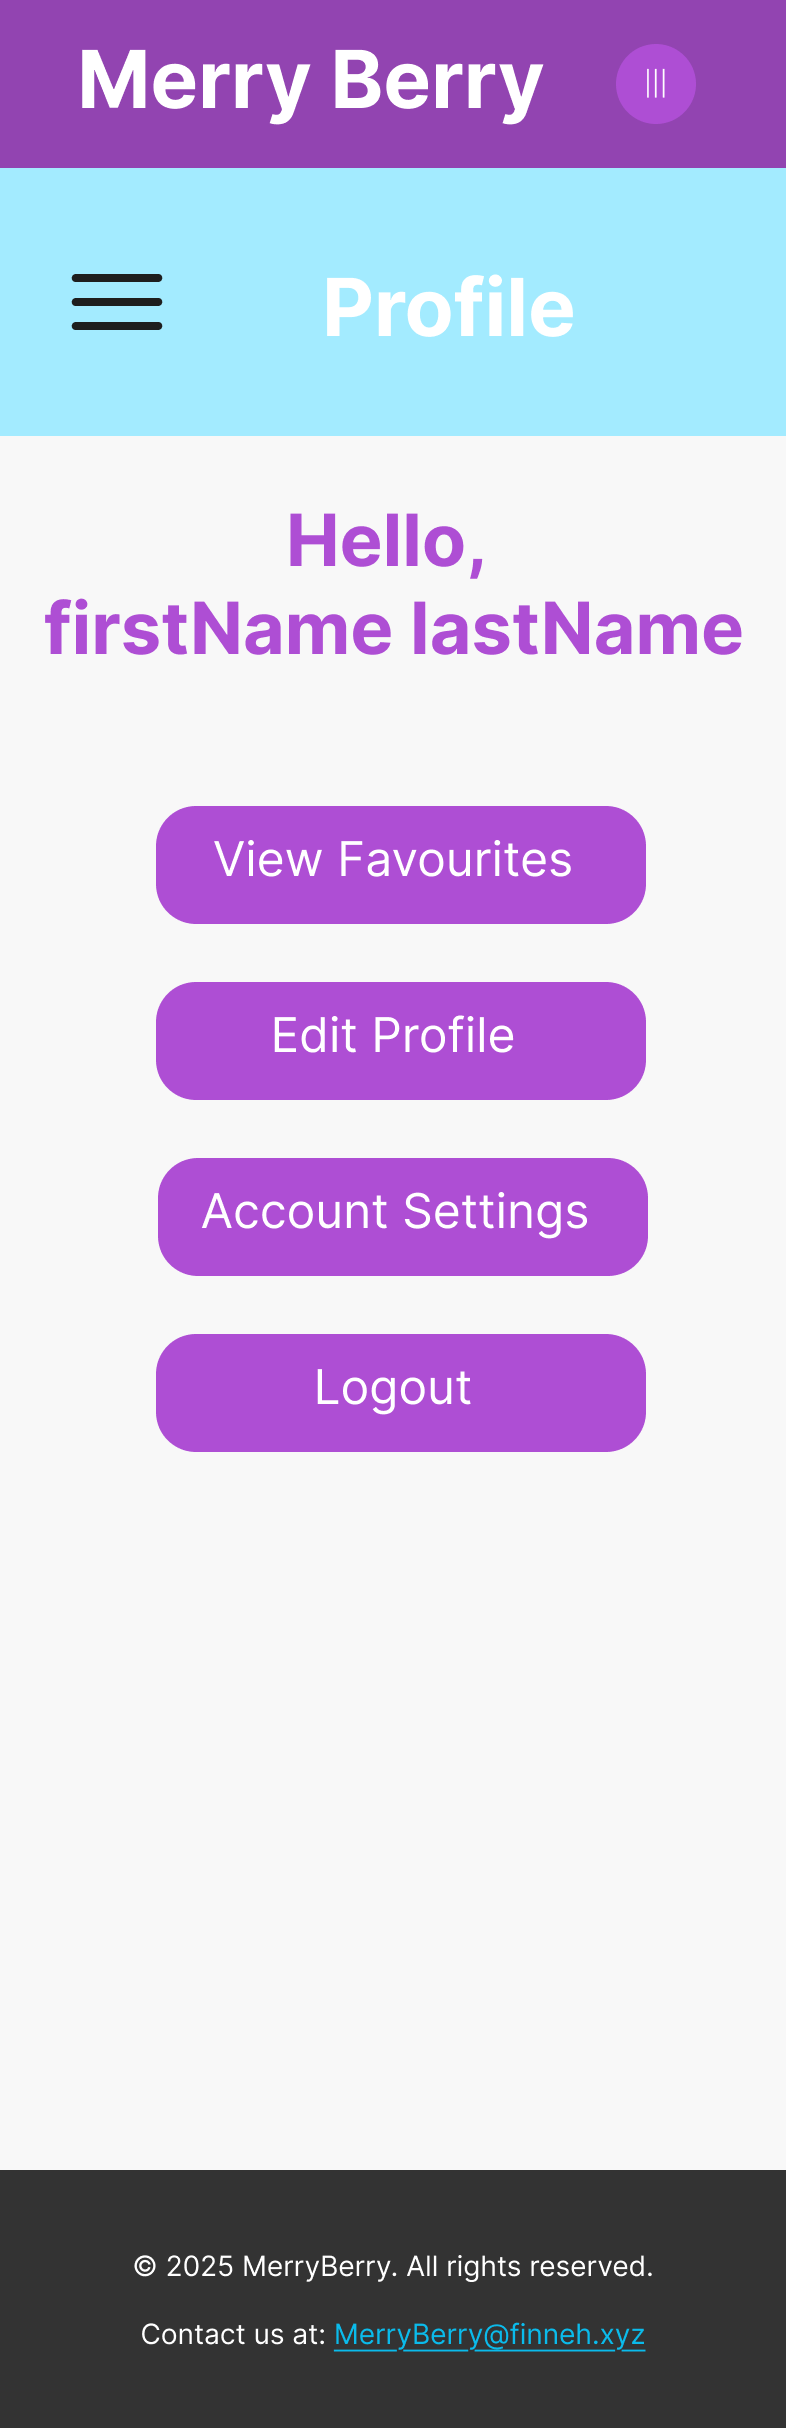 Merry Berry
Profile
Hello,
firstName lastName
View Favourites
Edit Profile
Account Settings
Logout
© 2025 MerryBerry. All rights reserved.
Contact us at: MerryBerry@finneh.xyz